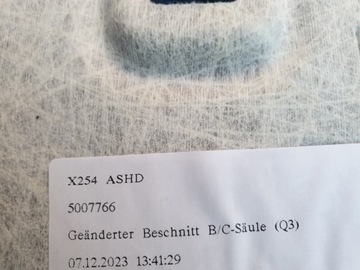 X254 ASHD
5007766
Geänderter Beschnitt B/C-Säule (Q3)
07.12.2023 13:41:29